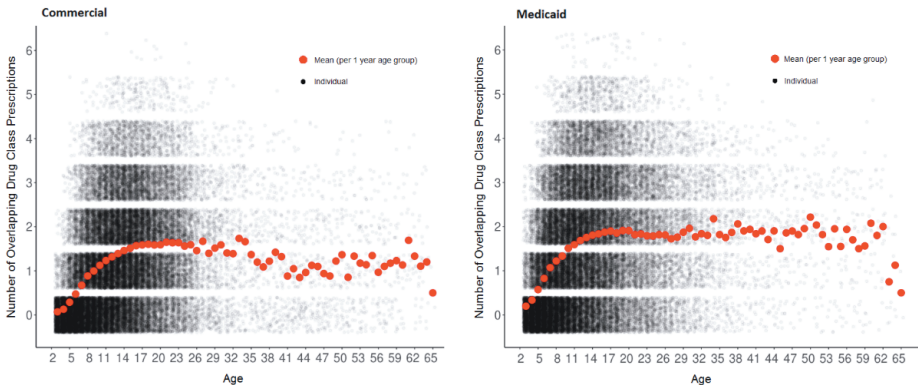 Commercial
Number of Overlapping Drug Class Prescriptions
6
5
4
3
2
1
0
Mean (per 1 year age group)
Individual
2 5 8 11 14 17 20 23 26 29 32 35 38 41 44 47 50 53 56 59 62 65
Age
Medicaid
Number of Overlapping Drug Class Prescriptions
6
5
4
3
2
1
0
Mean (per 1 year age group)
Individual
2 5 8 11 14 17 20 23 26 29 32 35 38 41 44 47 50 53 56 59 62 65
Age